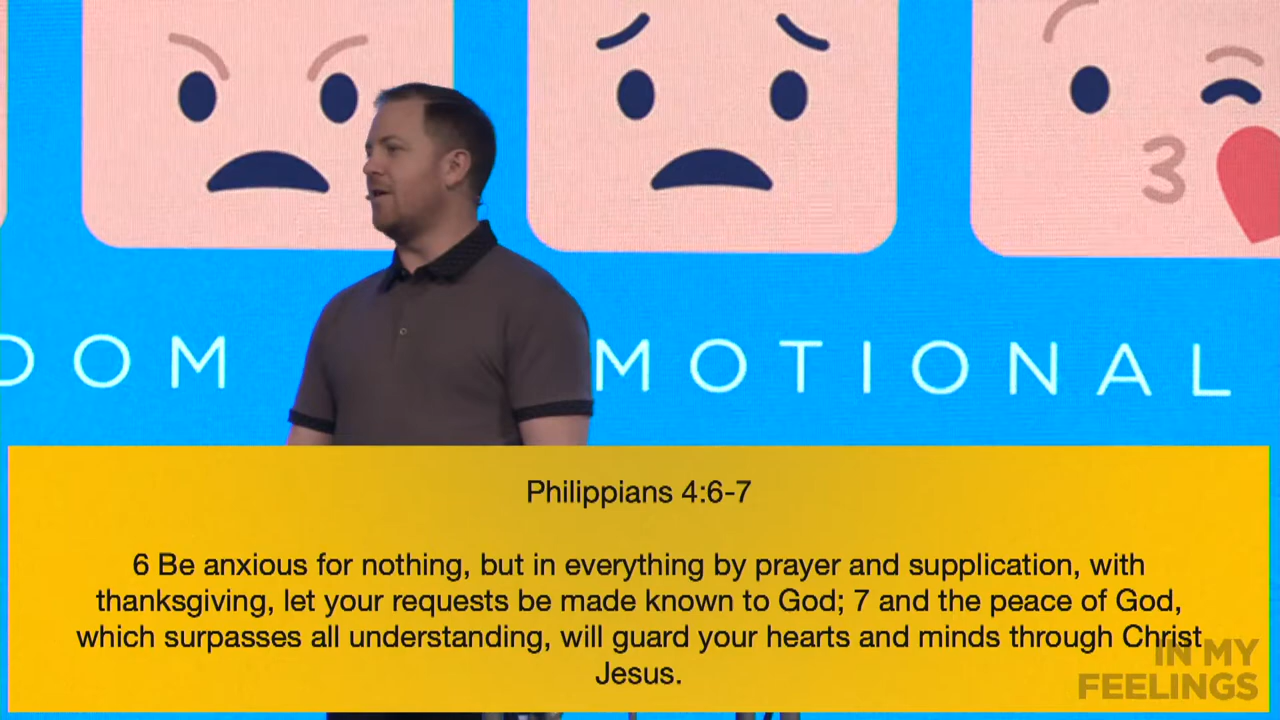 DOM MOTIONAL
Philippians 4:6-7
6 Be anxious for nothing, but in everything by prayer and supplication, with
thanksgiving, let your requests be made known to God; 7 and the peace of God,
which surpasses all understanding, will guard your hearts and minds through Christ
Jesus.
IN MY
FEELINGS